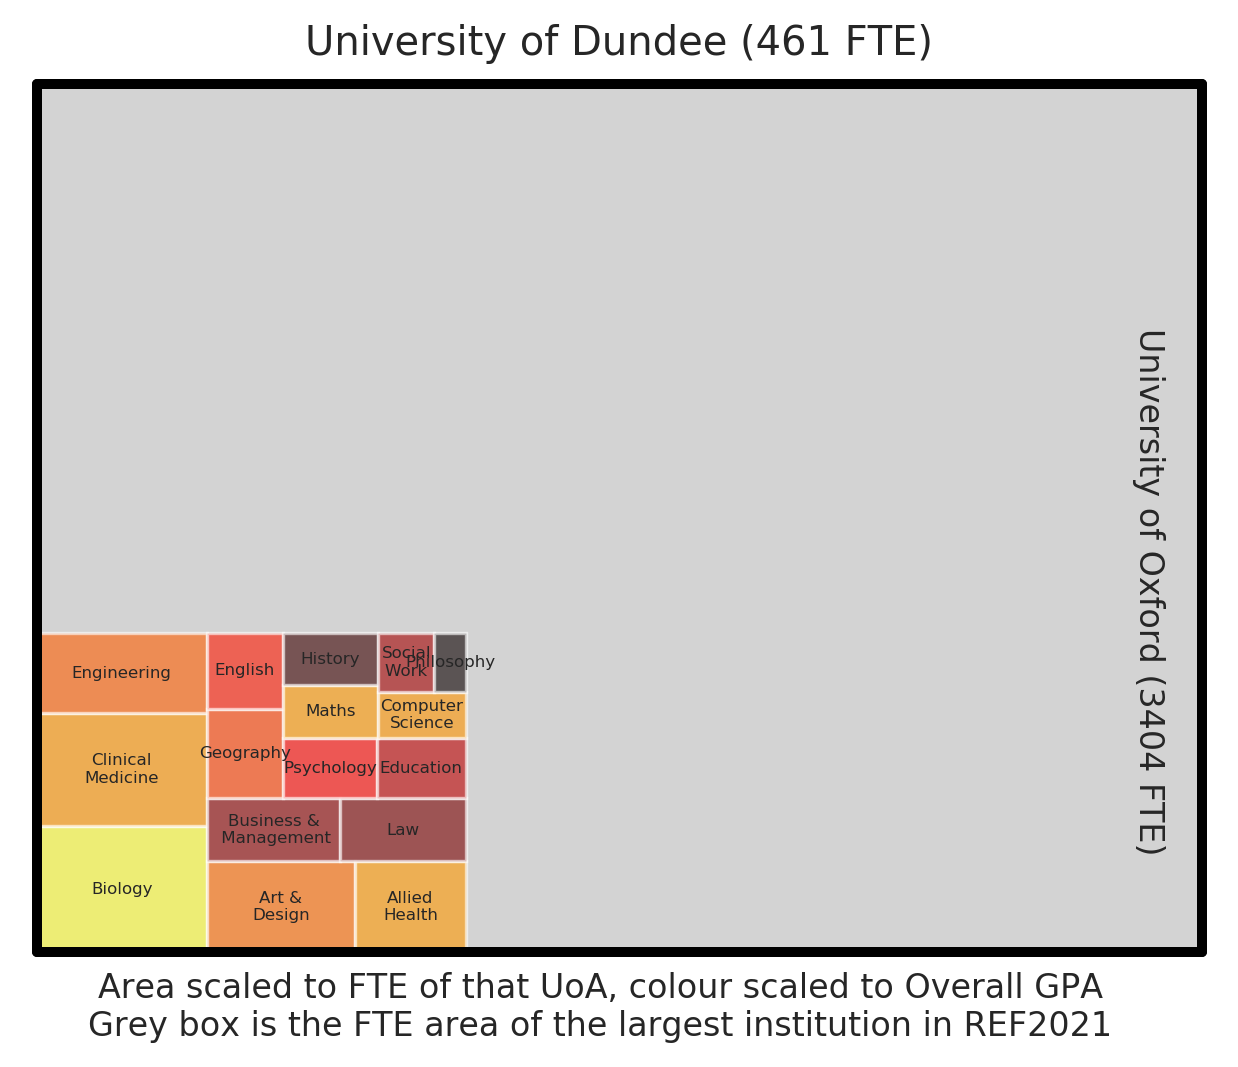 University of Dundee (461 FTE)
University of Oxford (3404 FTE)
Engineering
English
History
Social
Work
Philosophy
Clinical
Medicine
Geography
Maths
Computer
Science
Psychology
Education
Biology
Business &
Management
Law
Art &
Design
Allied
Health
Area scaled to FTE of that UoA, colour scaled to Overall GPA
Grey box is the FTE area of the largest institution in REF2021